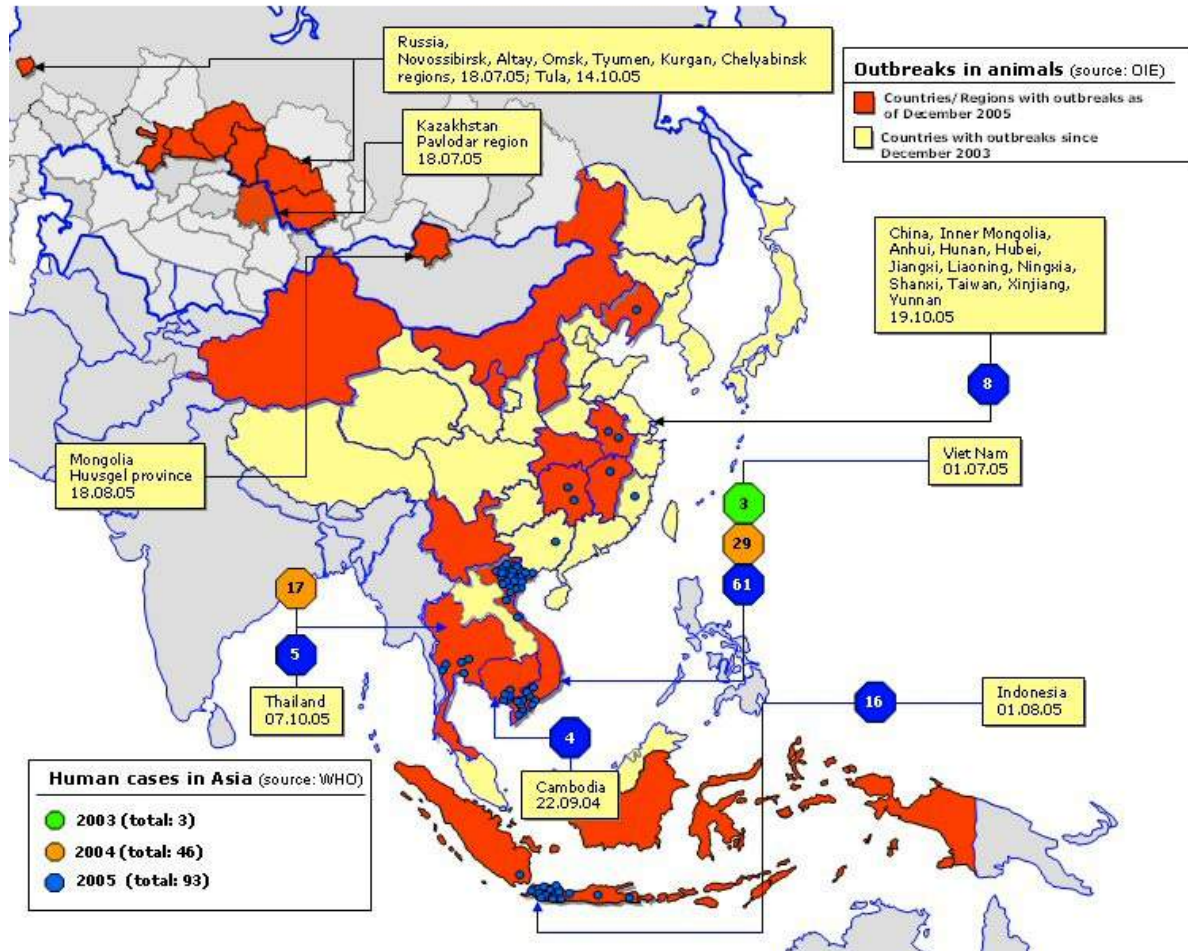 Russia,
Novossibirsk, Altay, Omsk, Tyumen, Kurgan, Chelyabinsk
regions, 18.07.05; Tula, 14.10.05
Outbreaks in animals (source: OIE)
Countries/Regions with outbreaks as
of December 2005
Countries with outbreaks since
December 2003
Kazakhstan
Pavlodar region
18.07.05
China, Inner Mongolia,
Anhui, Hunan, Hubei,
Jiangxi, Liaoning, Ningxia,
Shanxi, Taiwan, Xinjiang,
Yunnan
19.10.05
8
Mongolia
Huvsgel province
18.08.05
Viet Nam
01.07.05
3
29
61
17
5
Thailand
07.10.05
4
Cambodia
22.09.04
16
Indonesia
01.08.05
Human cases in Asia (source: WHO)
2003 (total: 3)
2004 (total: 46)
2005 (total: 93)